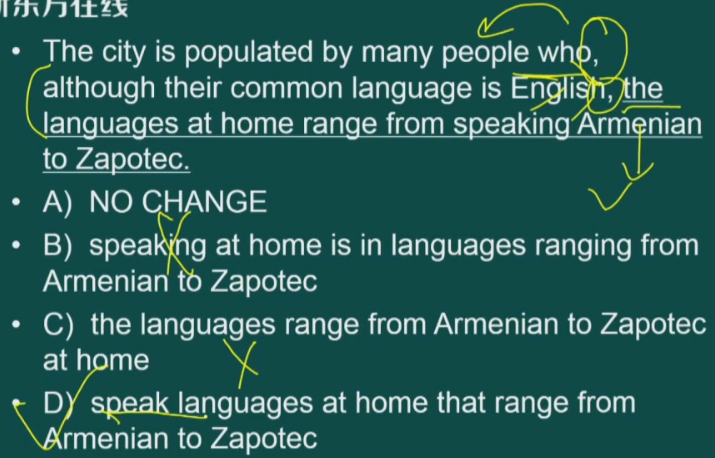 新东方在线
• The city is populated by many people who,
although their common language is English, the
languages at home range from speaking Armenian
to Zapotec.
• A) NO CHANGE
• B) speaking at home is in languages ranging from
Armenian to Zapotec
• C) the languages range from Armenian to Zapotec
at home
• D) speak languages at home that range from
Armenian to Zapotec